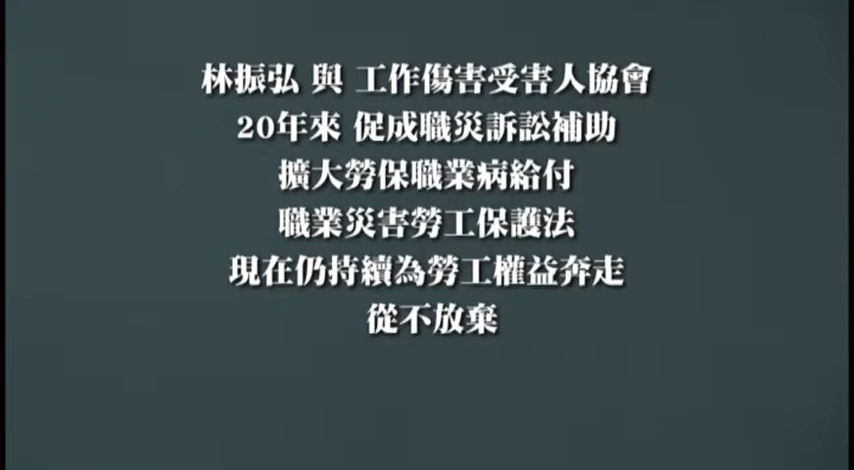 林振弘 與 工作傷害受害人協會
20年來 促成職災訴訟補助
擴大勞保職業病給付
職業災害勞工保護法
現在仍持續為勞工權益奔走
從不放棄